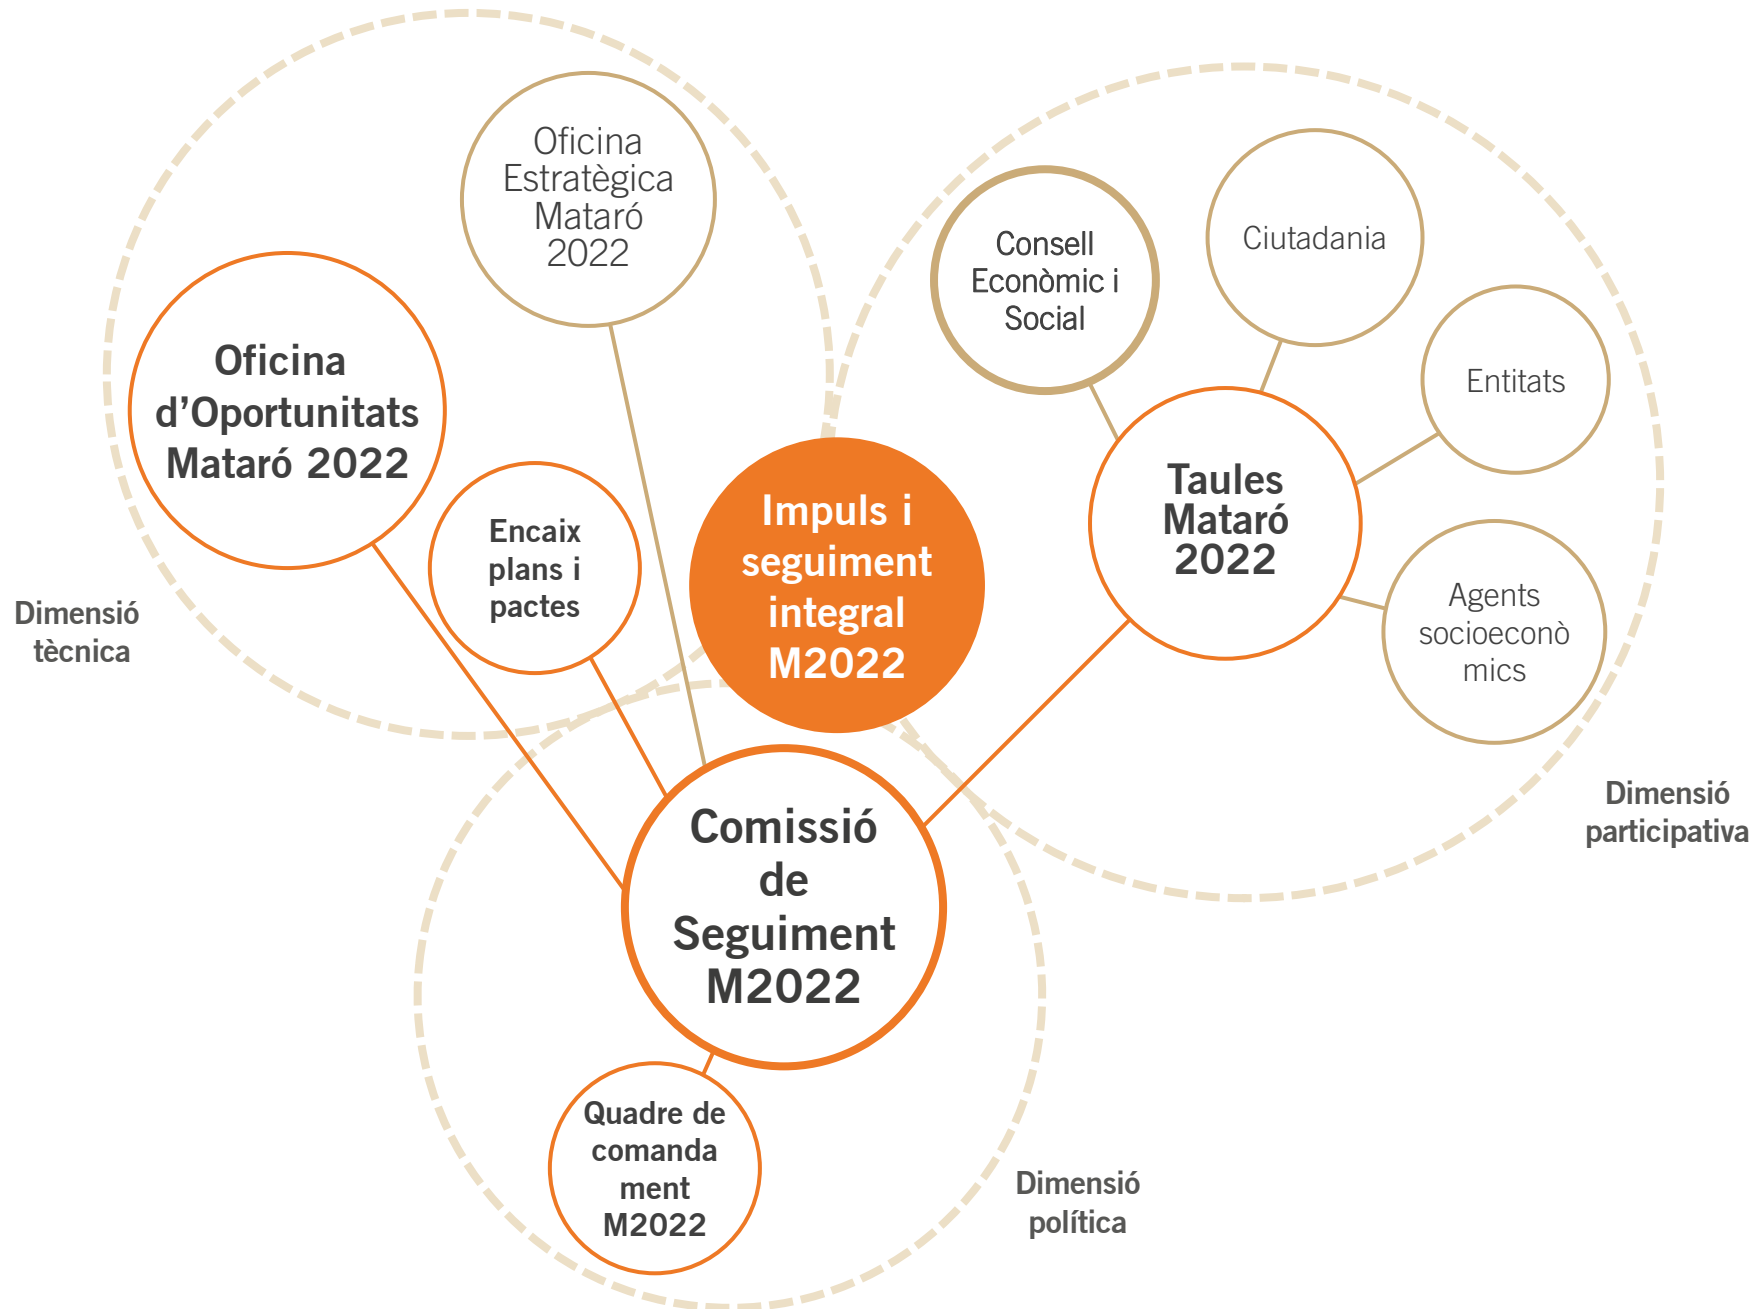 Oficina
Estratègica
Mataró
2022
Oficina
d’Oportunitats
Mataró 2022
Encaix
plans i
pactes
Dimensió
tècnica
Impuls i
seguiment
integral
M2022
Consell
Econòmic i
Social
Ciutadania
Entitats
Taules
Mataró
2022
Agents
socioeconò
mics
Dimensió
participativa
Comissió
de
Seguiment
M2022
Quadre de
comanda
ment
M2022
Dimensió
política